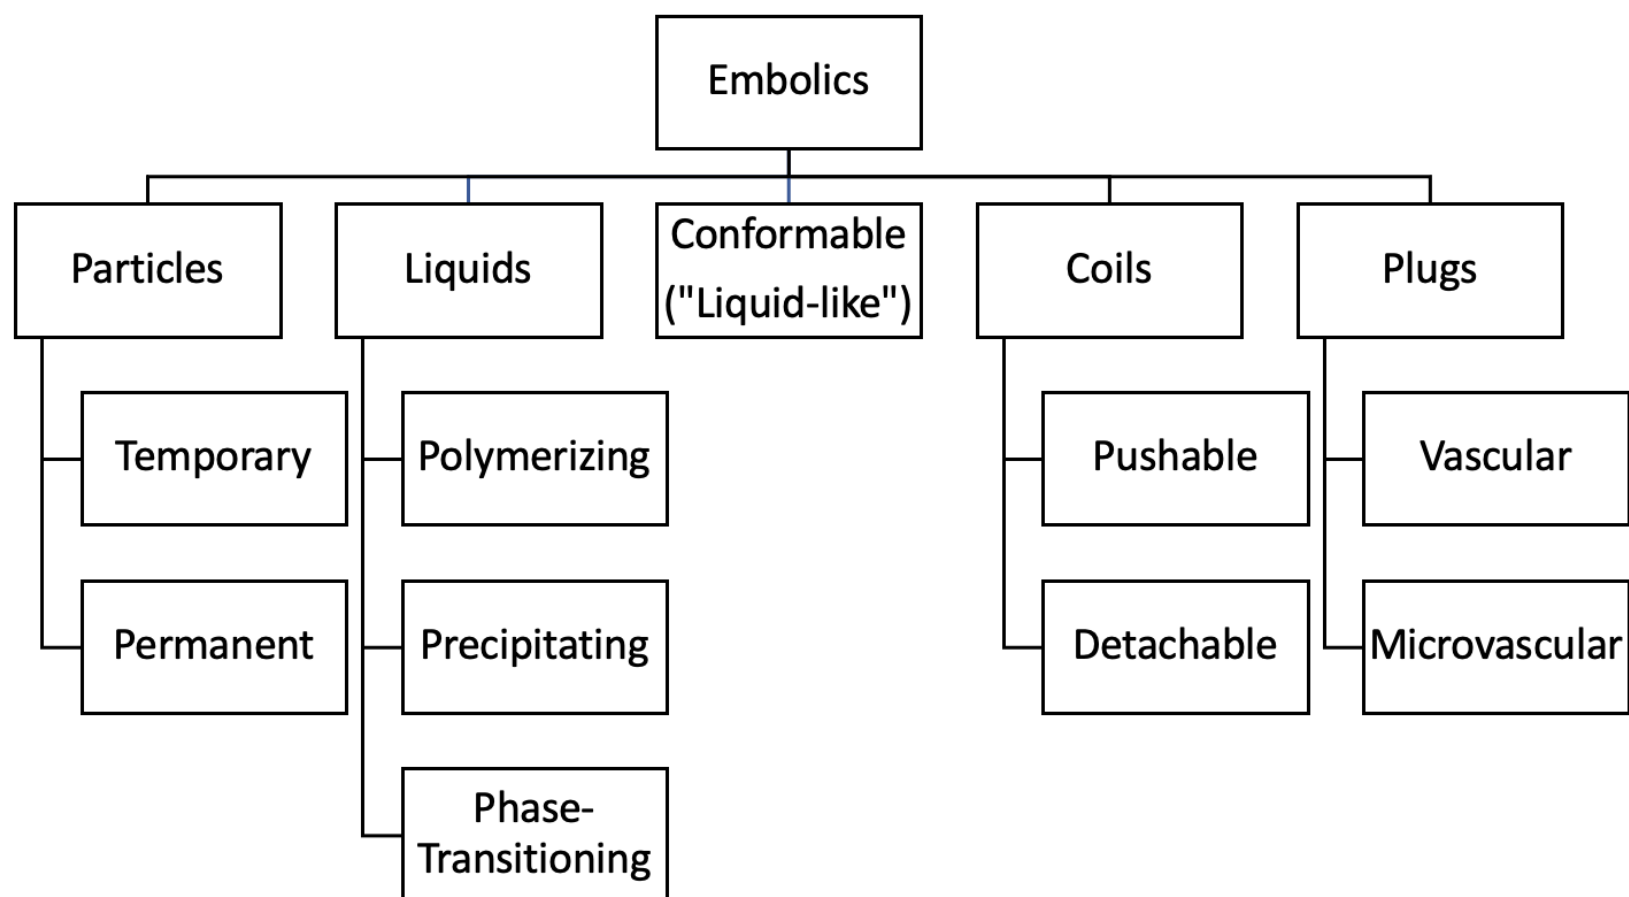 Embolics
Particles
Liquids
Conformable
("Liquid-like")
Coils
Plugs
Temporary
Polymerizing
Pushable
Vascular
Permanent
Precipitating
Detachable
Microvascular
Phase-
Transitioning